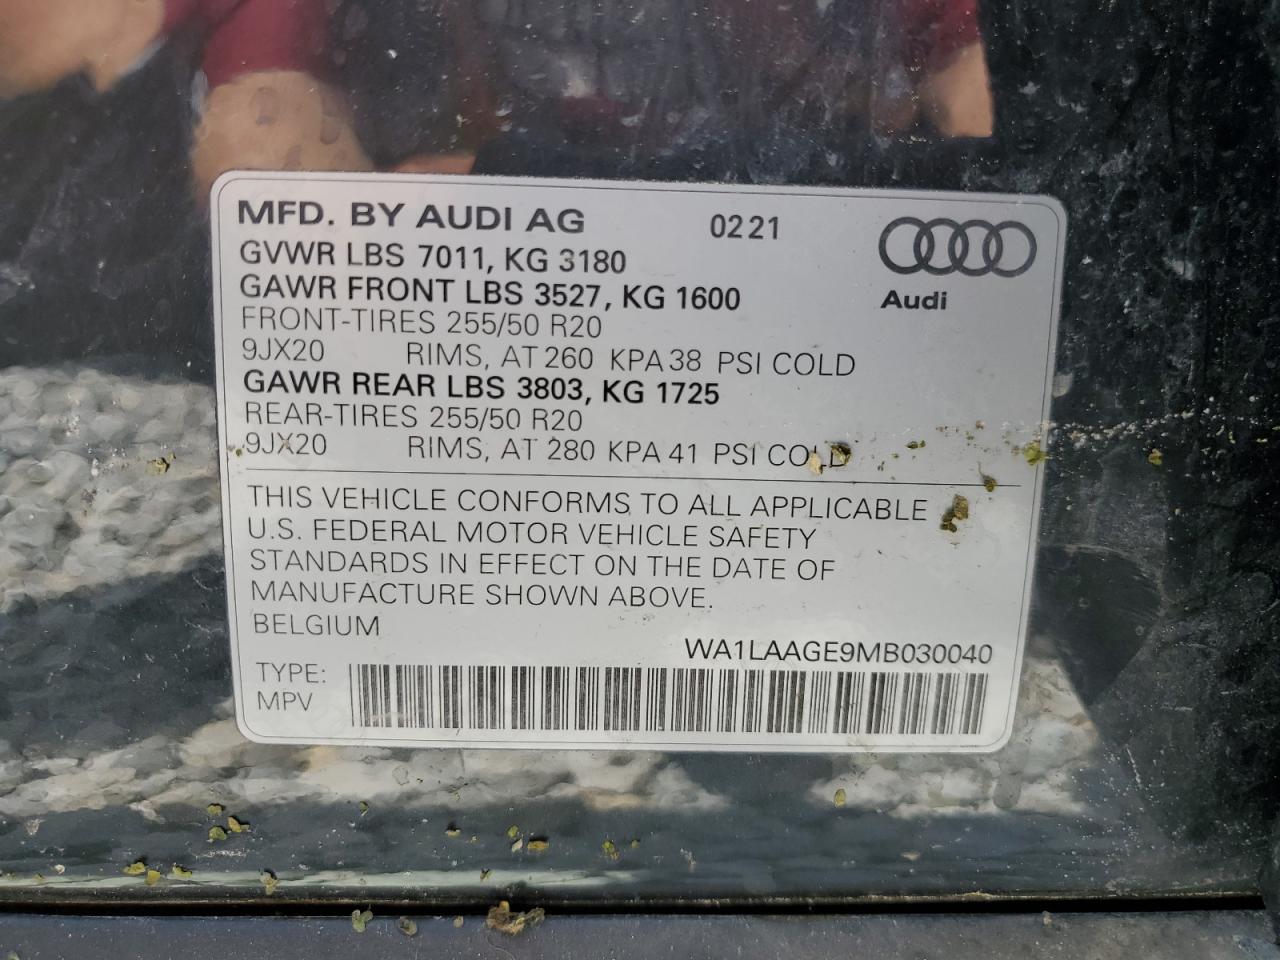 MFD. BY AUDI AG 0221
GVWR LBS 7011, KG 3180
GAWR FRONT LBS 3527, KG 1600
Audi
FRONT-TIRES 255/50 R20
9JX20 RIMS, AT 260 KPA 38 PSI COLD
GAWR REAR LBS 3803, KG 1725
REAR-TIRES 255/50 R20
9JX20 RIMS, AT 280 KPA 41 PSI COLD
THIS VEHICLE CONFORMS TO ALL APPLICABLE
U.S. FEDERAL MOTOR VEHICLE SAFETY
STANDARDS IN EFFECT ON THE DATE OF
MANUFACTURE SHOWN ABOVE.
BELGIUM
WA1LAAGE9MB030040
TYPE:
MPV